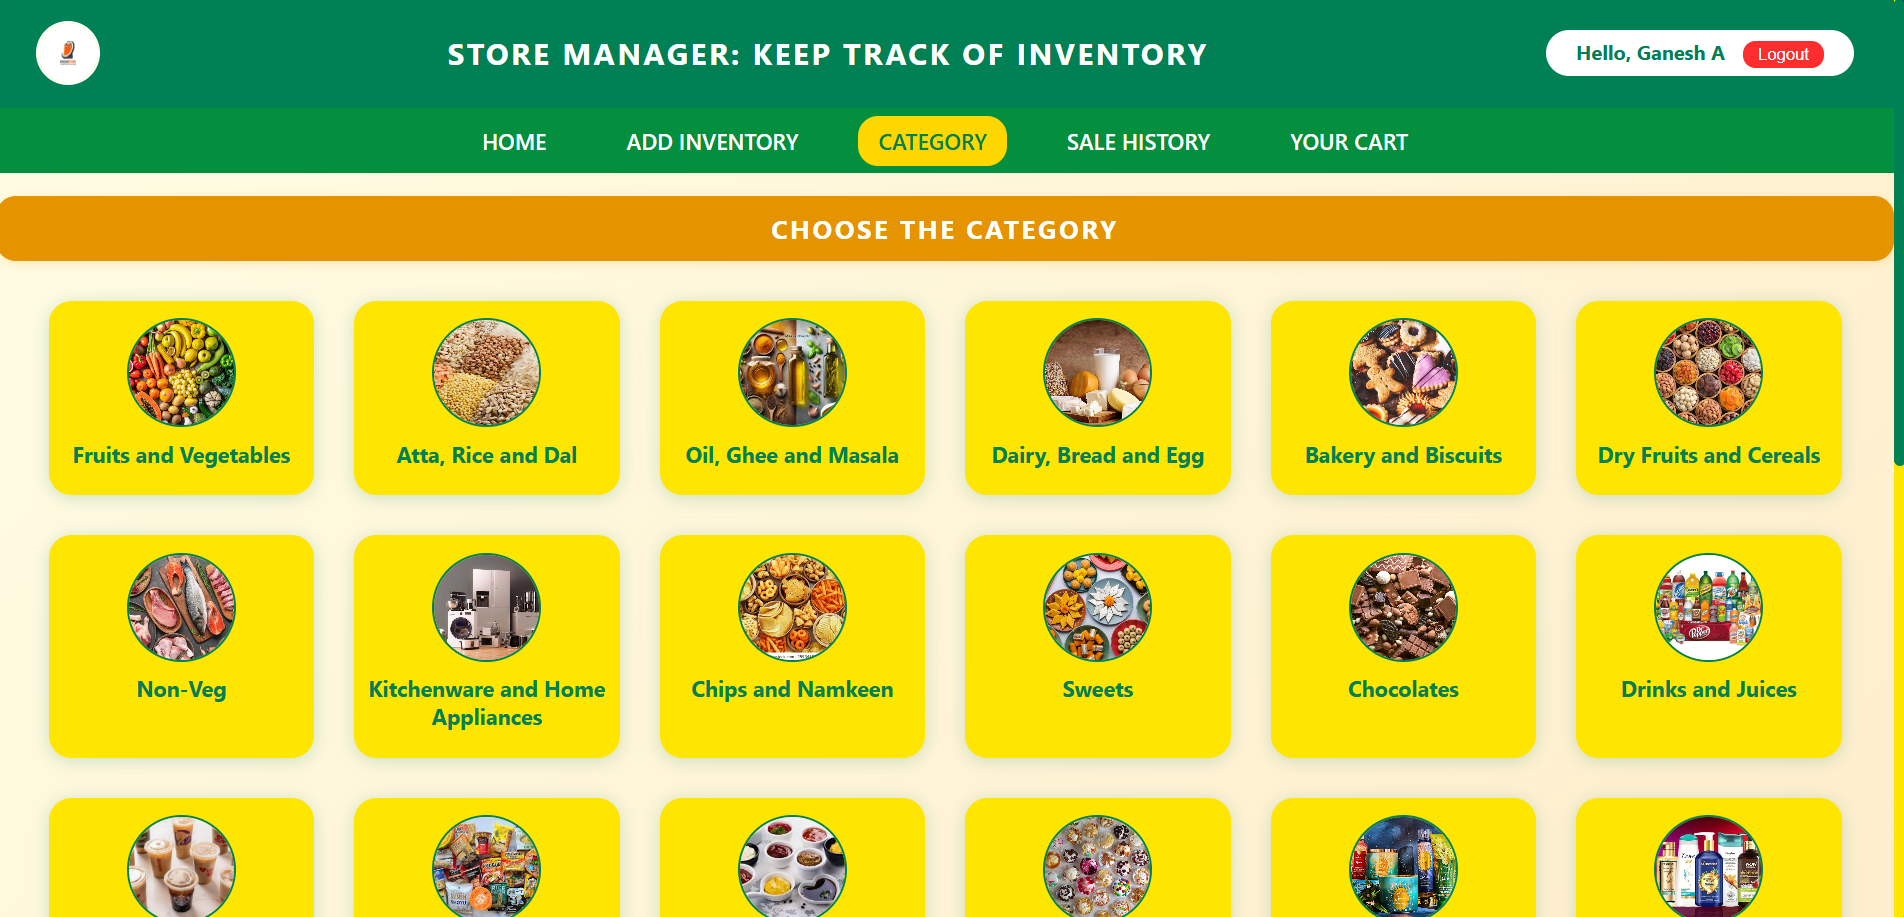 STORE MANAGER: KEEP TRACK OF INVENTORY
Hello, Ganesh A
Logout
HOME
ADD INVENTORY
CATEGORY
SALE HISTORY
YOUR CART
CHOOSE THE CATEGORY
Fruits and Vegetables
Atta, Rice and Dal
Oil, Ghee and Masala
Dairy, Bread and Egg
Bakery and Biscuits
Dry Fruits and Cereals
Non-Veg
Kitchenware and Home
Appliances
Chips and Namkeen
Sweets
Chocolates
Drinks and Juices